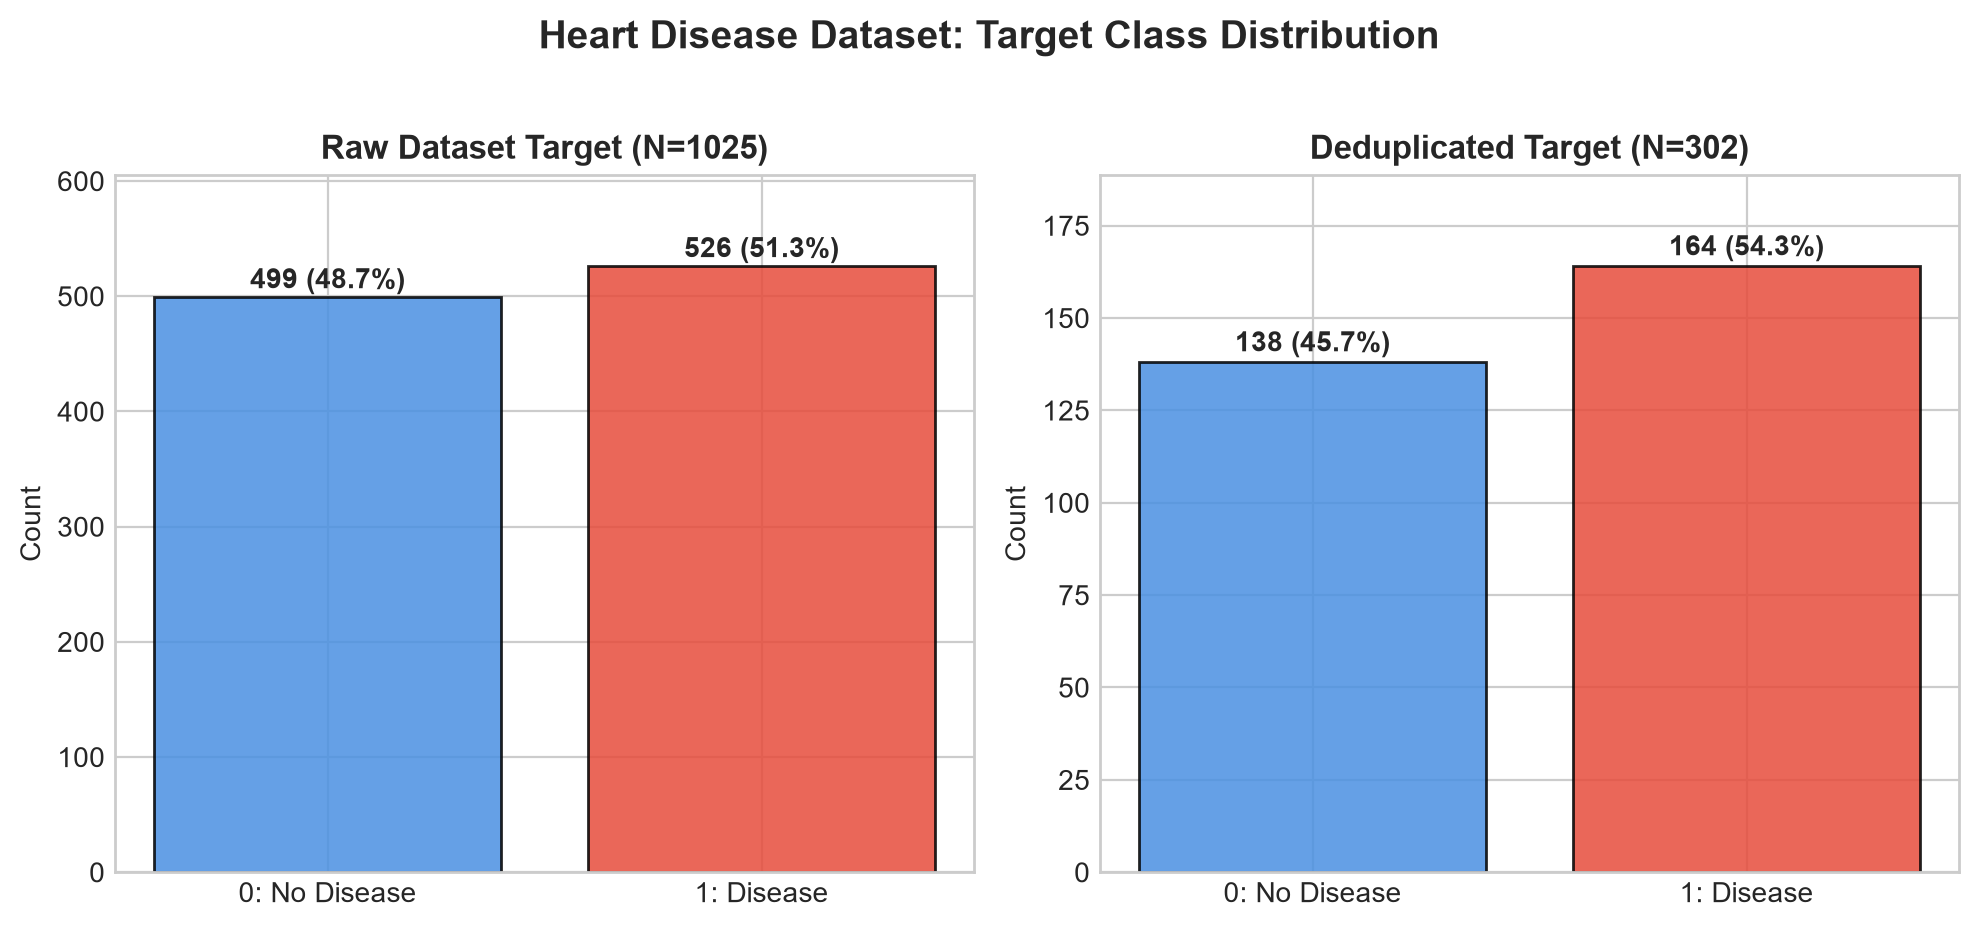 Heart Disease Dataset: Target Class Distribution
Raw Dataset Target (N=1025)
600
500
400
300
200
100
0
Count
499 (48.7%)
526 (51.3%)
0: No Disease
1: Disease
Deduplicated Target (N=302)
175
150
125
100
75
50
25
0
Count
138 (45.7%)
164 (54.3%)
0: No Disease
1: Disease